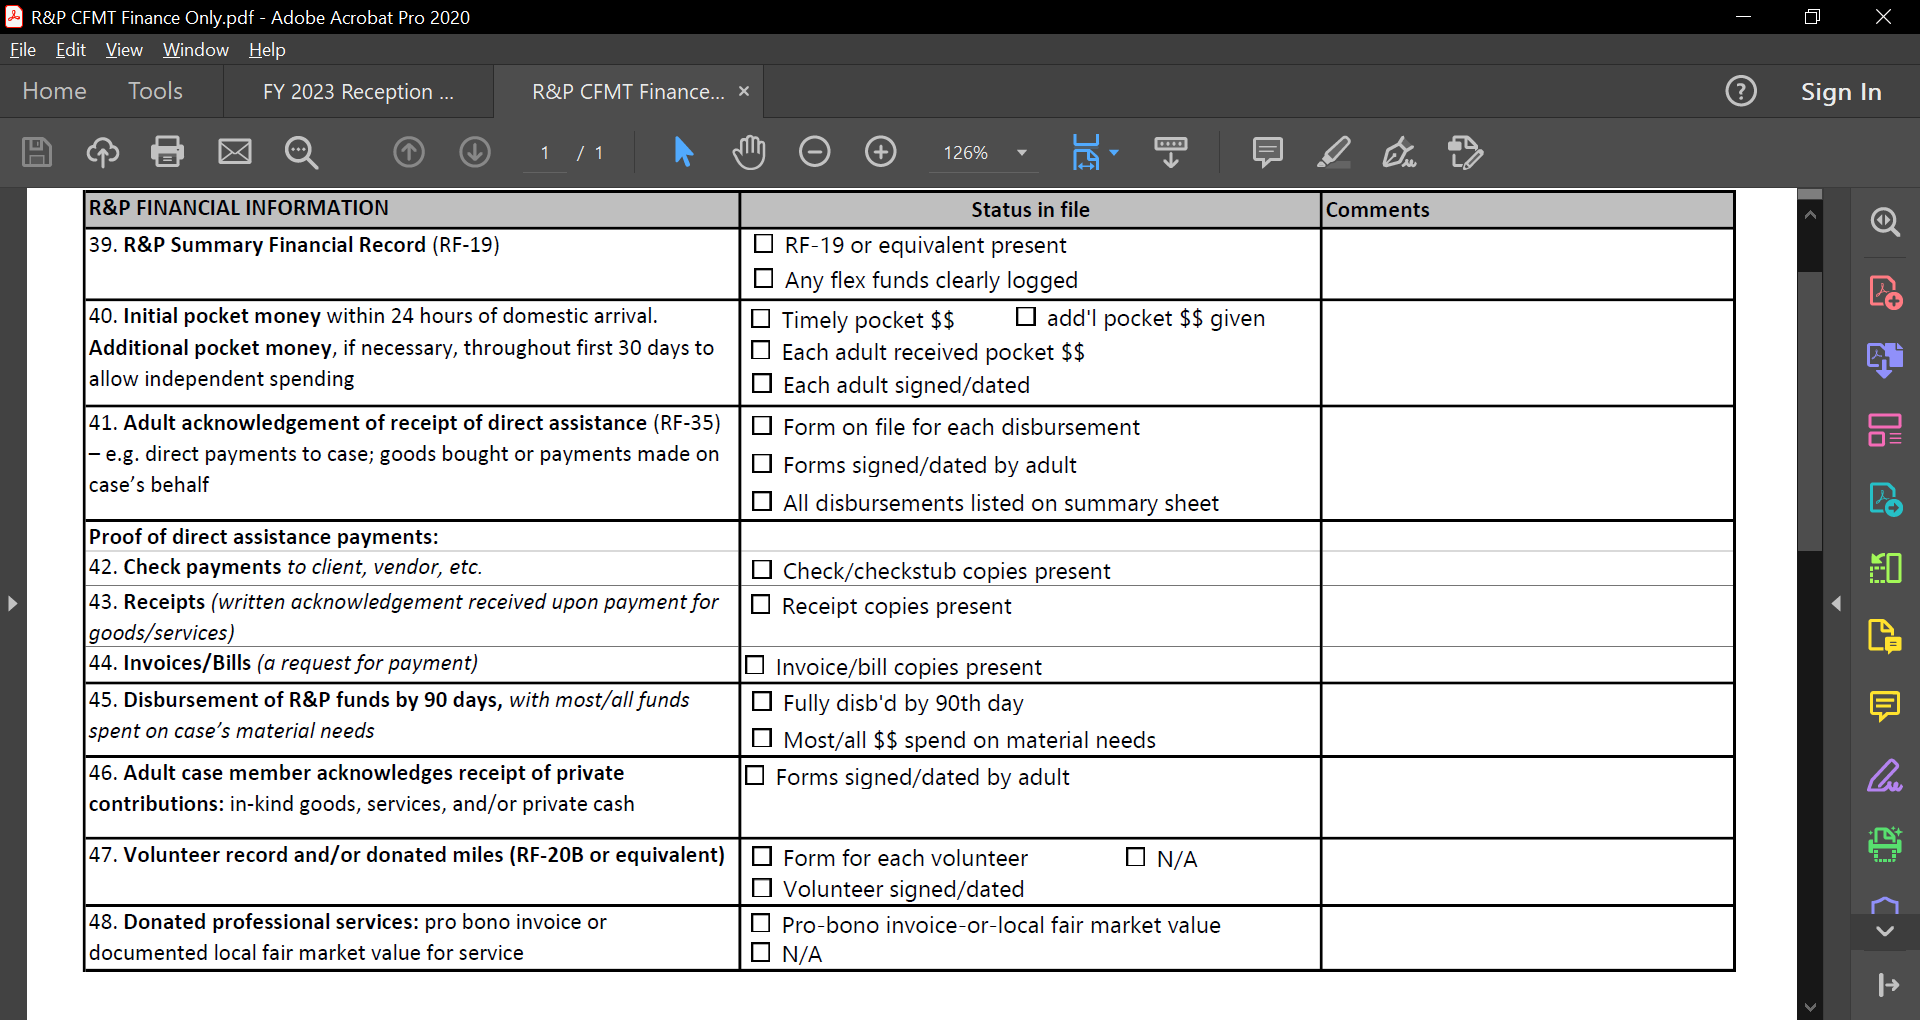 R&P CFMT Finance Only.pdf - Adobe Acrobat Pro 2020
File Edit View Window Help
Home Tools FY 2023 Reception ... R&P CFMT Finance... × ? Sign In
1 / 1 126%
R&P FINANCIAL INFORMATION Status in file Comments
39. R&P Summary Financial Record (RF-19)
RF-19 or equivalent present
Any flex funds clearly logged
40. Initial pocket money within 24 hours of domestic arrival.
Additional pocket money, if necessary, throughout first 30 days to
allow independent spending
Timely pocket $$ add'l pocket $$ given
Each adult received pocket $$
Each adult signed/dated
41. Adult acknowledgement of receipt of direct assistance (RF-35)
– e.g. direct payments to case; goods bought or payments made on
case’s behalf
Form on file for each disbursement
Forms signed/dated by adult
All disbursements listed on summary sheet
Proof of direct assistance payments:
42. Check payments to client, vendor, etc.
Check/checkstub copies present
43. Receipts (written acknowledgement received upon payment for
goods/services)
Receipt copies present
44. Invoices/Bills (a request for payment)
Invoice/bill copies present
45. Disbursement of R&P funds by 90 days, with most/all funds
spent on case’s material needs
Fully disb'd by 90th day
Most/all $$ spend on material needs
46. Adult case member acknowledges receipt of private
contributions: in-kind goods, services, and/or private cash
Forms signed/dated by adult
47. Volunteer record and/or donated miles (RF-20B or equivalent)
Form for each volunteer N/A
Volunteer signed/dated
48. Donated professional services: pro bono invoice or
documented local fair market value for service
Pro-bono invoice-or-local fair market value
N/A